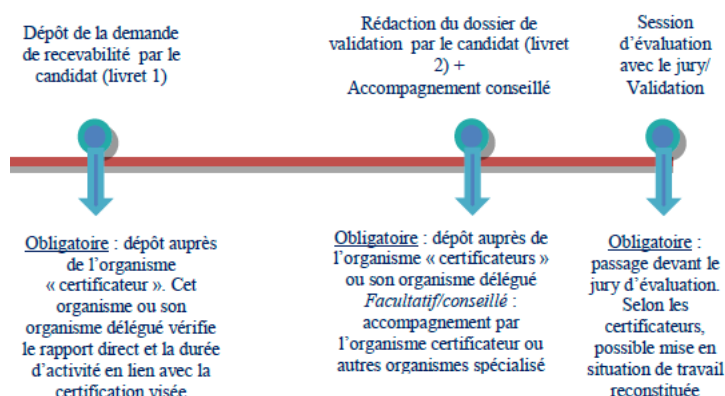 Dépôt de la demande
de recevabilité par le
candidat (livret 1)
Rédaction du dossier de
validation par le candidat (livret
2) +
Accompagnement conseillé
Session
d'évaluation
avec le jury/
Validation
Obligatoire : dépôt auprès
de l'organisme
« certificateur ». Cet
organisme ou son
organisme délégué vérifie
le rapport direct et la durée
d'activité en lien avec la
certification visée
Obligatoire : dépôt auprès de
l'organisme « certificateurs »
ou son organisme délégué
Facultatif/conseillé :
accompagnement par
l'organisme certificateur ou
autres organismes spécialisé
Obligatoire :
passage devant le
jury d'évaluation.
Selon les
certificateurs,
possible mise en
situation de travail
reconstituée